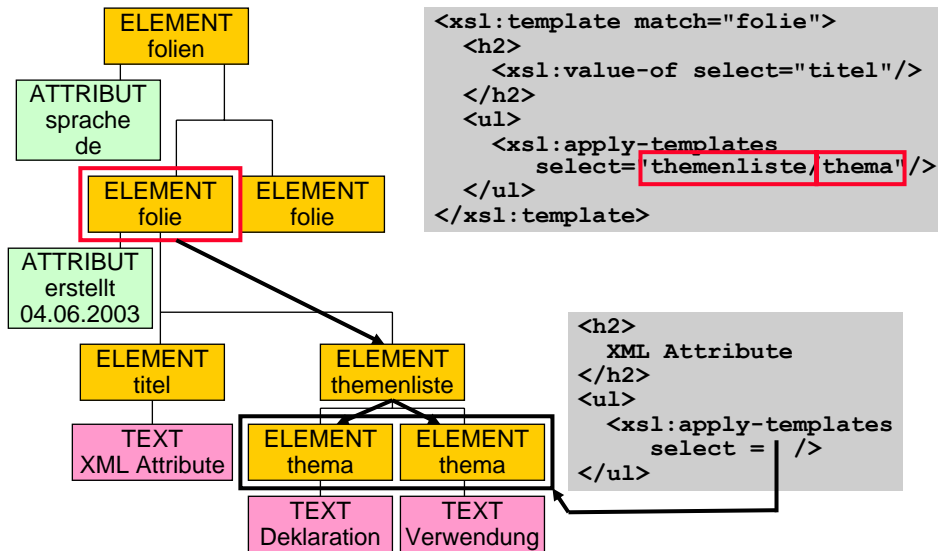 ELEMENT
folien
ATTRIBUT
sprache
de
ELEMENT
folie
ELEMENT
folie
ATTRIBUT
erstellt
04.06.2003
ELEMENT
titel
ELEMENT
themenliste
TEXT
XML Attribute
ELEMENT
thema
ELEMENT
thema
TEXT
Deklaration
TEXT
Verwendung
<xsl:template match="folie">
  <h2>
    <xsl:value-of select="titel"/>
  </h2>
  <ul>
    <xsl:apply-templates
      select="themenliste/thema"/>
  </ul>
</xsl:template>
<h2>
  XML Attribute
</h2>
<ul>
  <xsl:apply-templates
    select =  />
</ul>